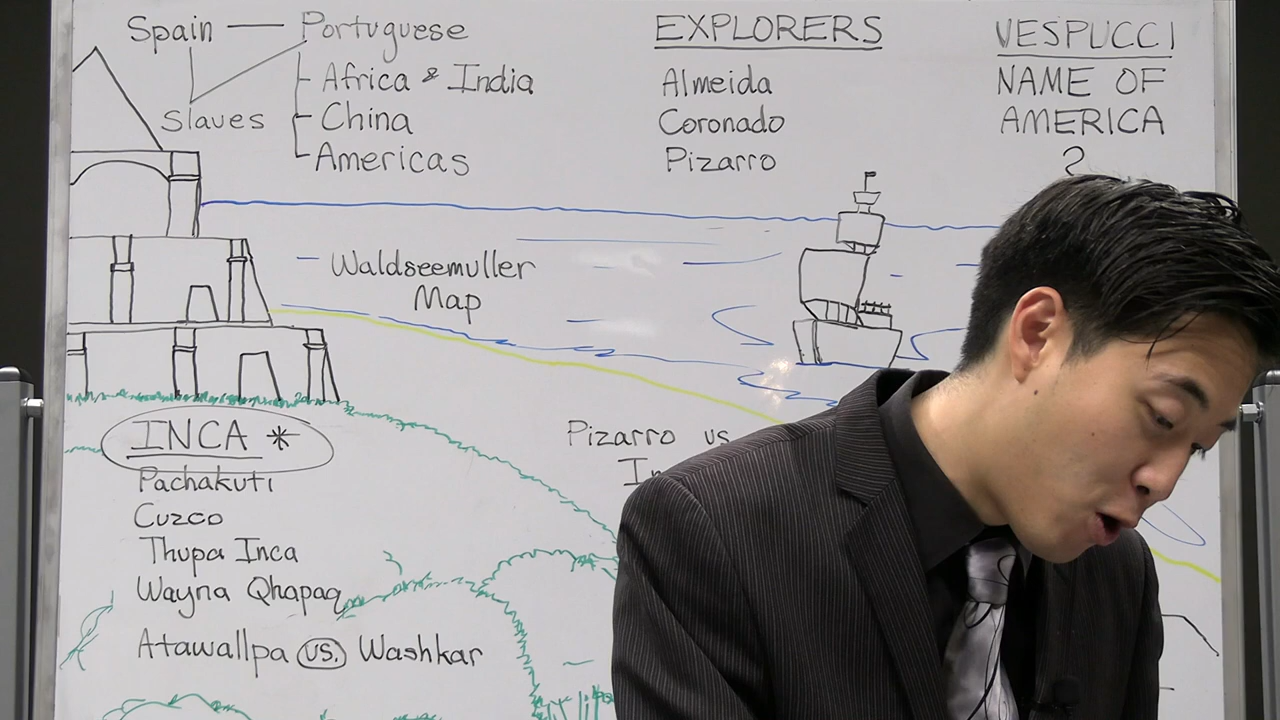 Spain — Portuguese
Slaves
Africa & India
China
Americas
EXPLORERS
Almeida
Coronado
Pizarro
VESPUCCI
NAME OF
AMERICA
?
Waldseemuller
Map
INCA *
Pachakuti
Cuzco
Thupa Inca
Wayna Qhapaq
Atawallpa vs. Washkar
Pizarro vs